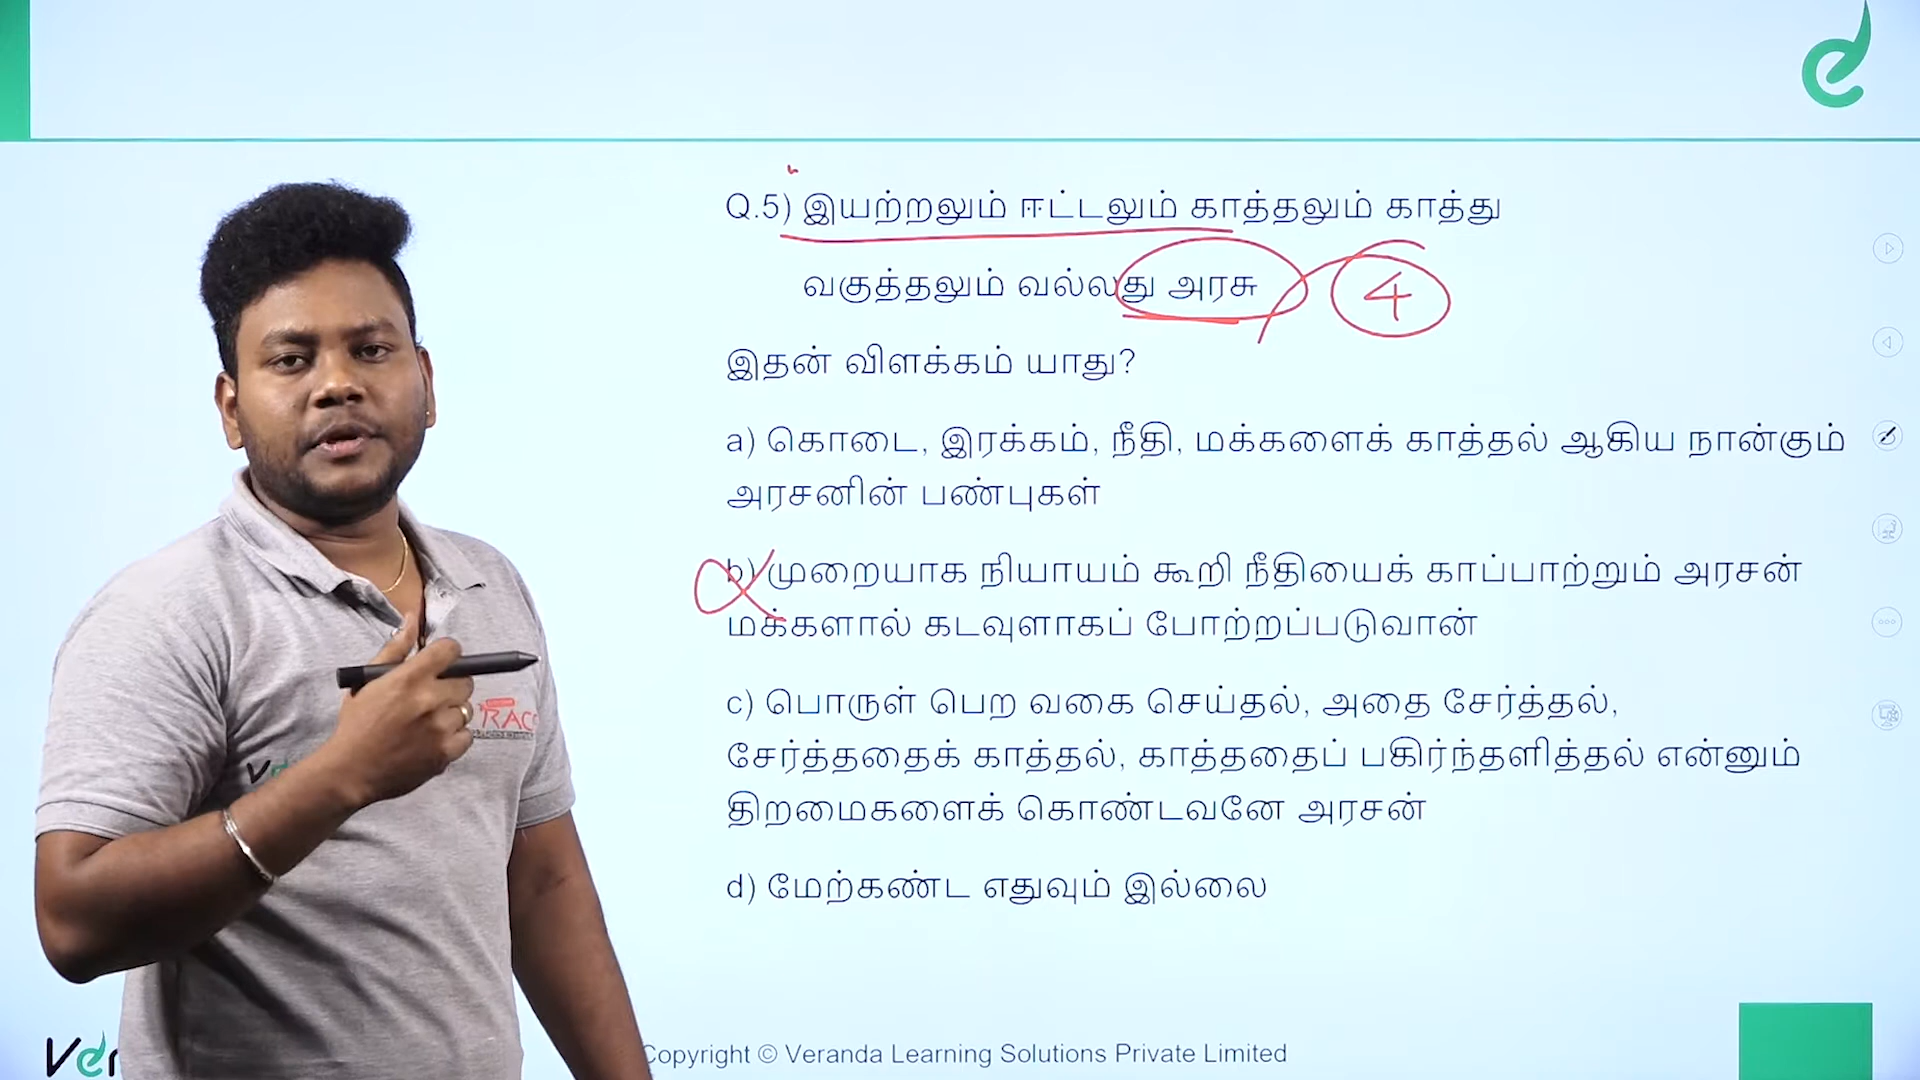 Q.5) இயற்றலும் ஈட்டலும் காத்தலும் காத்து
வகுத்தலும் வல்லது அரசு
4
இதன் விளக்கம் யாது?
a) கொடை, இரக்கம், நீதி, மக்களைக் காத்தல் ஆகிய நான்கும்
அரசனின் பண்புகள்
b) முறையாக நியாயம் கூறி நீதியைக் காப்பாற்றும் அரசன்
மக்களால் கடவுளாகப் போற்றப்படுவான்
c) பொருள் பெற வகை செய்தல், அதை சேர்த்தல்,
சேர்த்ததைக் காத்தல், காத்ததைப் பகிர்ந்தளித்தல் என்னும்
திறமைகளைக் கொண்டவனே அரசன்
d) மேற்கண்ட எதுவும் இல்லை
RACE
Copyright © Veranda Learning Solutions Private Limited